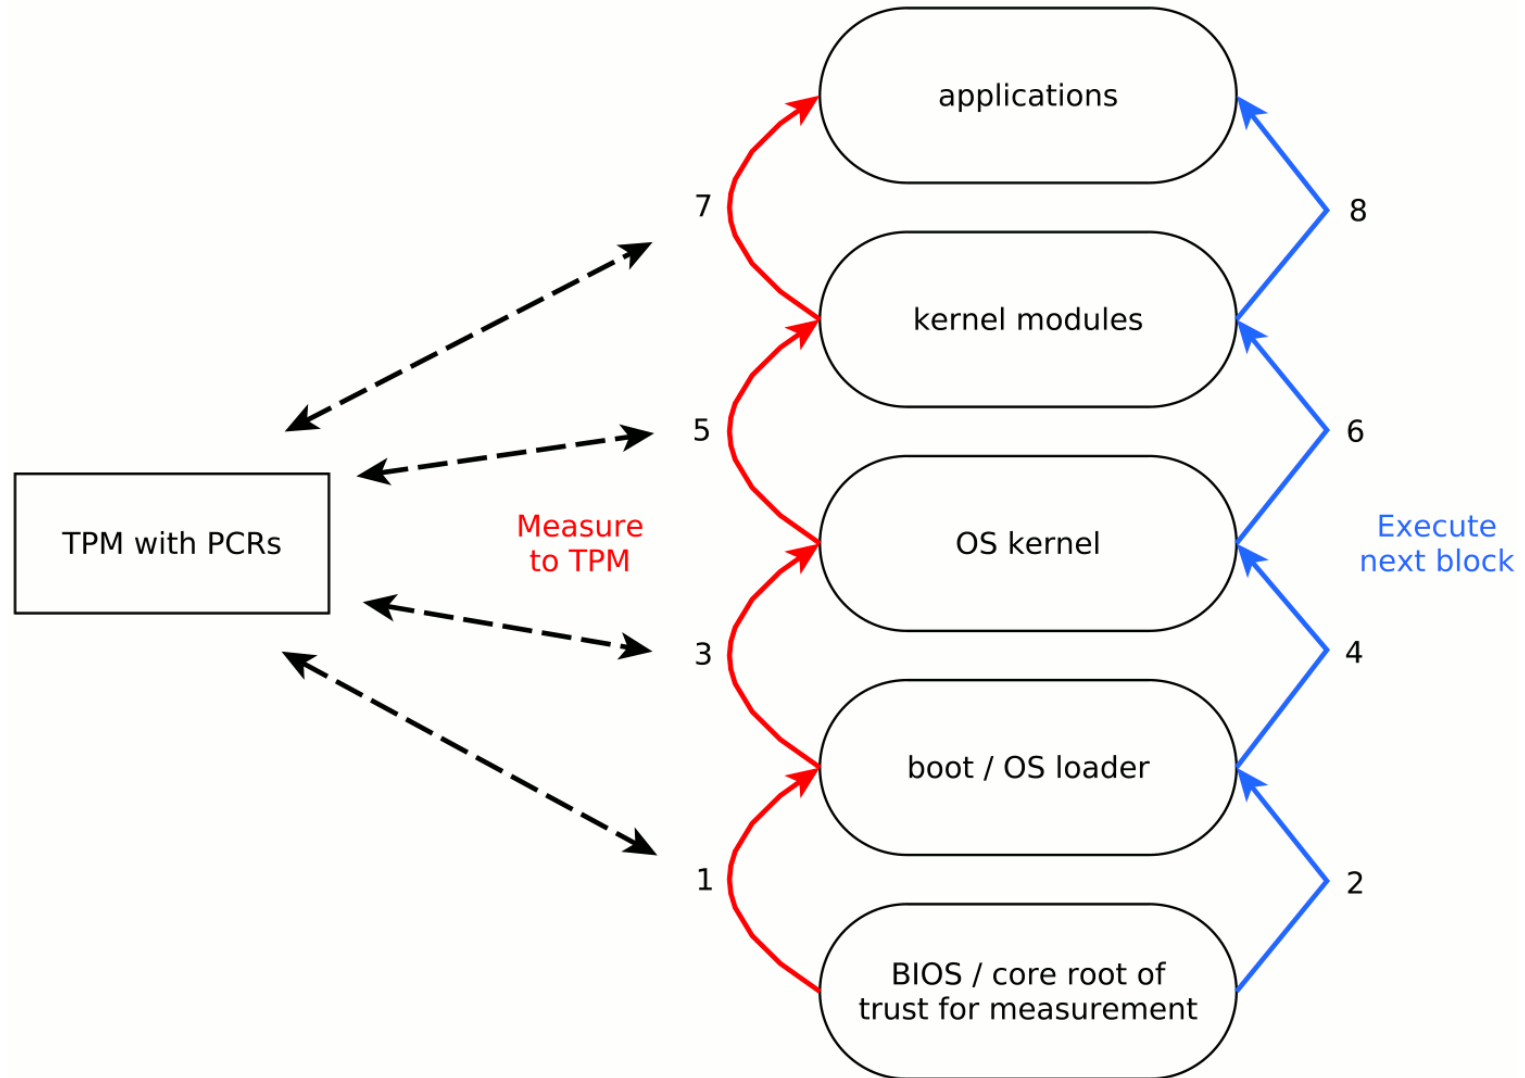 applications
7
8
kernel modules
5
6
TPM with PCRs
Measure
to TPM
OS kernel
Execute
next block
3
4
boot / OS loader
1
2
BIOS / core root of
trust for measurement